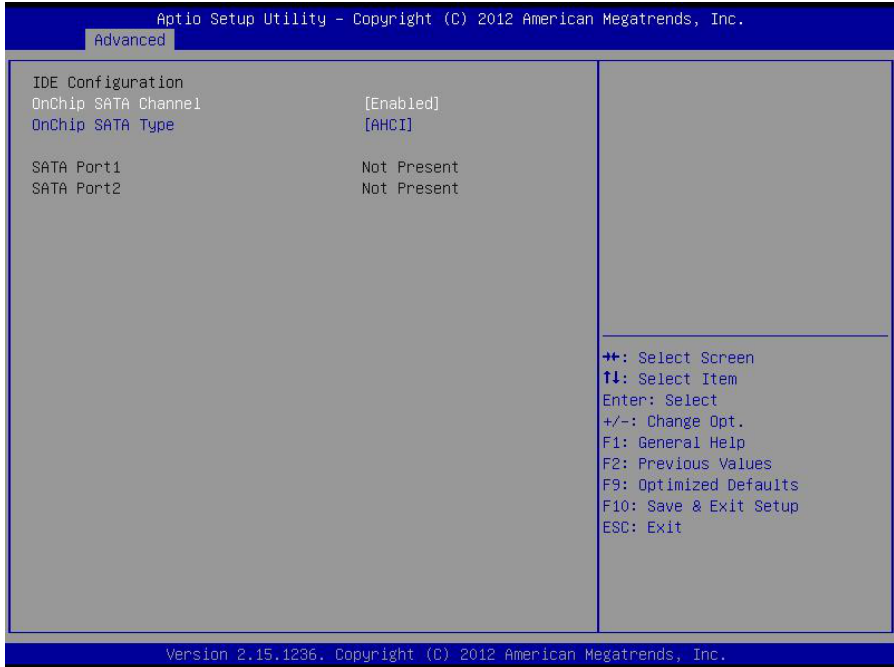 Aptio Setup Utility – Copyright (C) 2012 American Megatrends, Inc.
Advanced
IDE Configuration
OnChip SATA Channel [Enabled]
OnChip SATA Type [AHCI]
SATA Port1 Not Present
SATA Port2 Not Present
→←: Select Screen
↑↓: Select Item
Enter: Select
+/-: Change Opt.
F1: General Help
F2: Previous Values
F9: Optimized Defaults
F10: Save & Exit Setup
ESC: Exit
Version 2.15.1236. Copyright (C) 2012 American Megatrends, Inc.